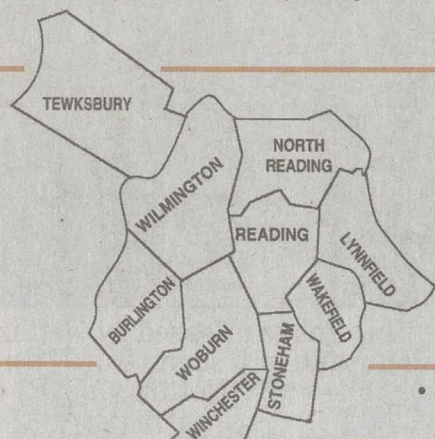 TEWKSBURY
NORTH
READING
WILMINGTON
READING
LYNNFIELD
BURLINGTON
WAKEFIELD
WOBURN
STONEHAM
WINCHESTER